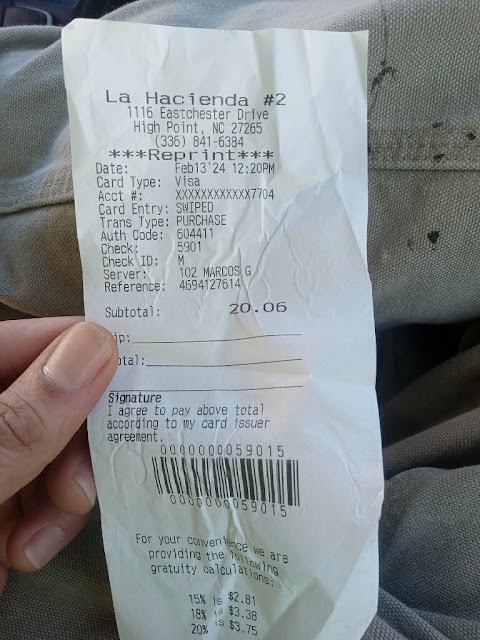 La Hacienda #2
1116 Eastchester Drive
High Point, NC 27265
(336) 841-6384
***Reprint***
Date: Feb13'24 12:20PM
Card Type: Visa
Acct #: XXXXXXXXXXXX7704
Card Entry: SWIPED
Trans Type: PURCHASE
Auth Code: 604411
Check: 5901
Check ID: M
Server: 102 MARCOS G
Reference: 4694127614
Subtotal: 20.06
ip:
otal:
Signature
I agree to pay above total
according to my card issuer
agreement.
0000000059015
0000000059015
For your convenience we are
providing the following
gratuity calculations:
15% is $2.81
18% is $3.38
20% is $3.75